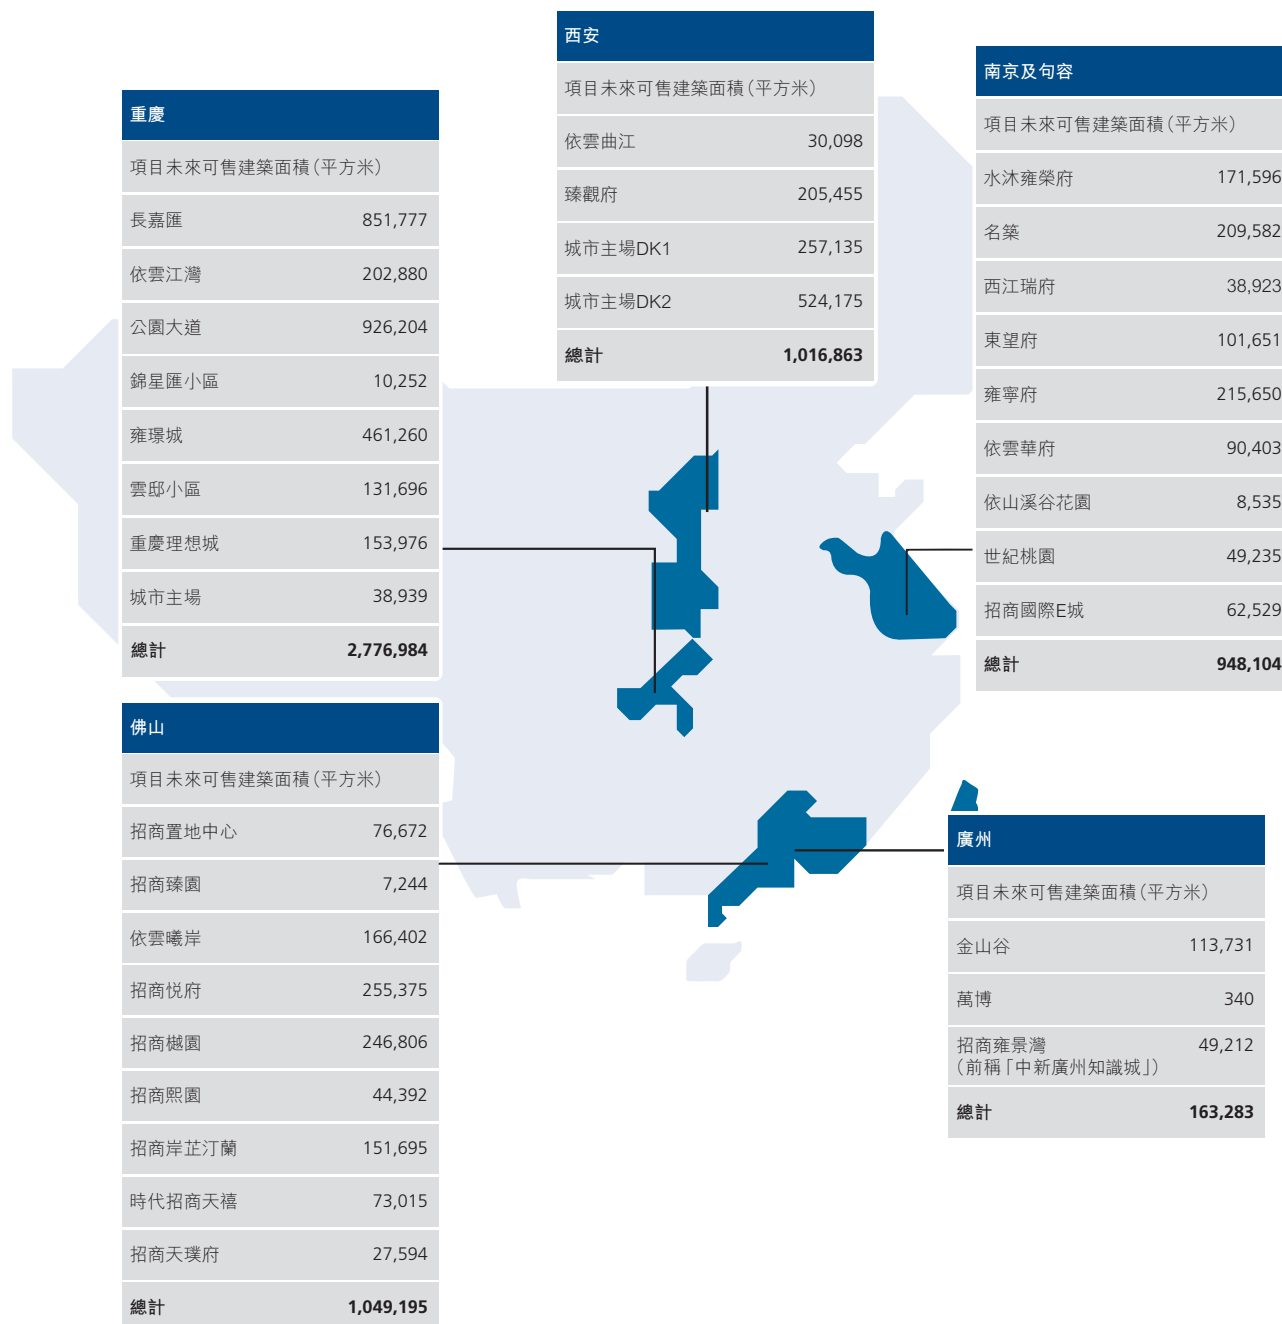 重慶
項目未來可售建築面積（平方米）
長嘉匯 851,777
依雲江灣 202,880
公園大道 926,204
錦星匯小區 10,252
雍璟城 461,260
雲邸小區 131,696
重慶理想城 153,976
城市主場 38,939
總計 2,776,984
佛山
項目未來可售建築面積（平方米）
招商置地中心 76,672
招商臻園 7,244
依雲曦岸 166,402
招商悅府 255,375
招商樾園 246,806
招商熙園 44,392
招商岸芷汀蘭 151,695
時代招商天禧 73,015
招商天璞府 27,594
總計 1,049,195
西安
項目未來可售建築面積（平方米）
依雲曲江 30,098
臻觀府 205,455
城市主場DK1 257,135
城市主場DK2 524,175
總計 1,016,863
南京及句容
項目未來可售建築面積（平方米）
水沐雍榮府 171,596
名築 209,582
西江瑞府 38,923
東望府 101,651
雍寧府 215,650
依雲華府 90,403
依山溪谷花園 8,535
世紀桃園 49,235
招商國際E城 62,529
總計 948,104
廣州
項目未來可售建築面積（平方米）
金山谷 113,731
萬博 340
招商雍景灣 49,212
（前稱「中新廣州知識城」）
總計 163,283